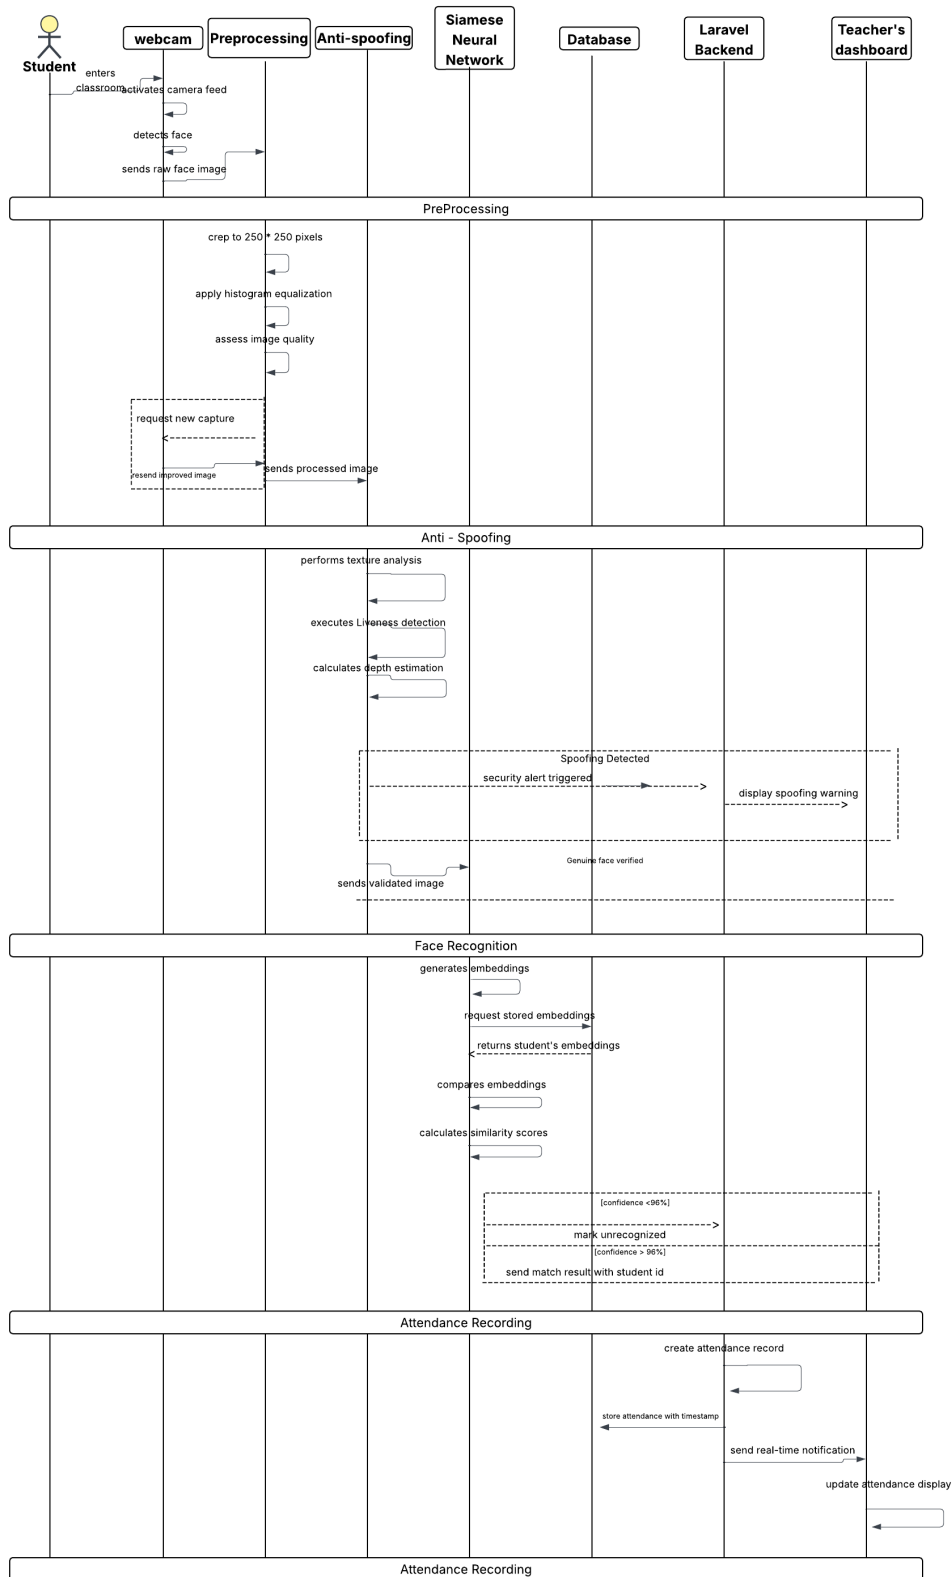 Student
webcam
Preprocessing
Anti-spoofing
Siamese
Neural
Network
Database
Laravel
Backend
Teacher's
dashboard
enters
classroom
activates camera feed
detects face
sends raw face image
PreProcessing
crep to 250 * 250 pixels
apply histogram equalization
assess image quality
request new capture
resend improved image
sends processed image
Anti - Spoofing
performs texture analysis
executes Liveness detection
calculates depth estimation
Spoofing Detected
security alert triggered
display spoofing warning
Genuine face verified
sends validated image
Face Recognition
generates embeddings
request stored embeddings
returns student's embeddings
compares embeddings
calculates similarity scores
[confidence <96%]
mark unrecognized
[confidence > 96%]
send match result with student id
Attendance Recording
create attendance record
store attendance with timestamp
send real-time notification
update attendance display
Attendance Recording